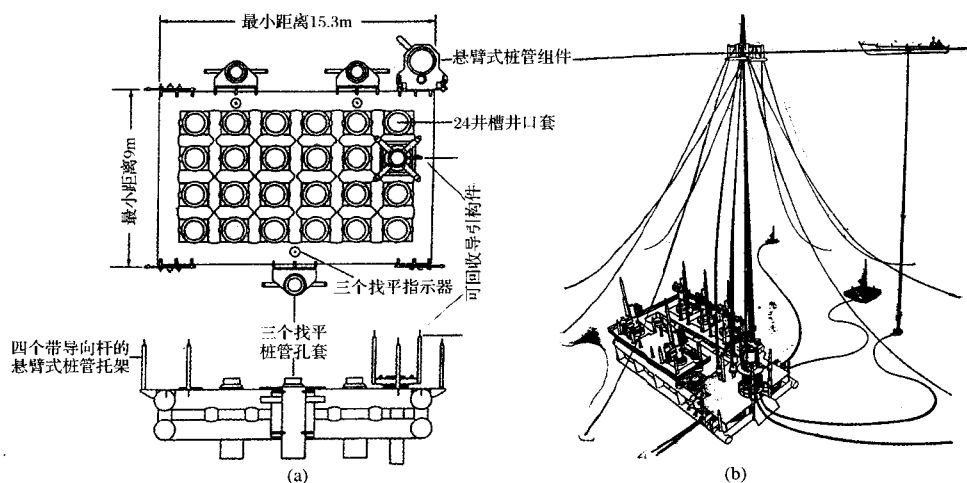 最小距离15.3m
悬臂式桩管组件
24井槽井口套
最小距离9m
可回收导引构件
三个找平指示器
三个找平
桩管孔套
四个带导向杆的
悬臂式桩管托架
(a)
(b)